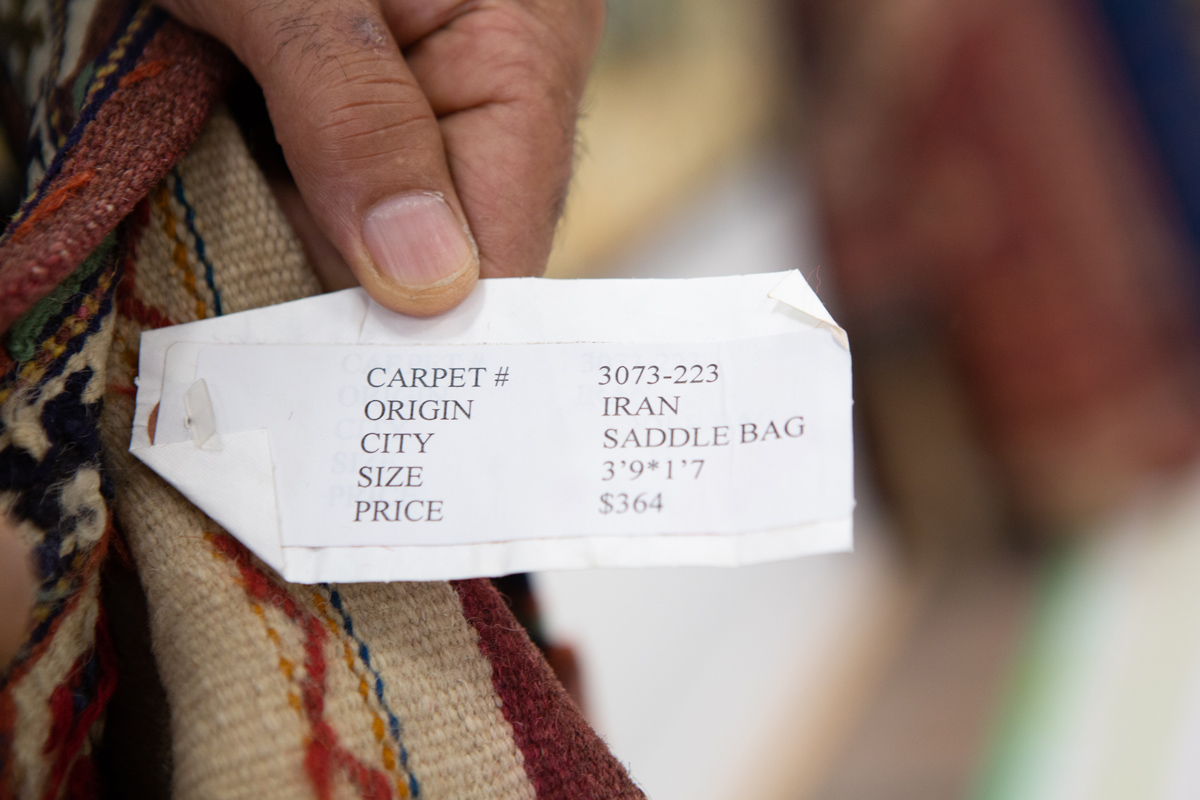 CARPET # 3073-223
ORIGIN IRAN
CITY SADDLE BAG
SIZE 3’9*1’7
PRICE $364